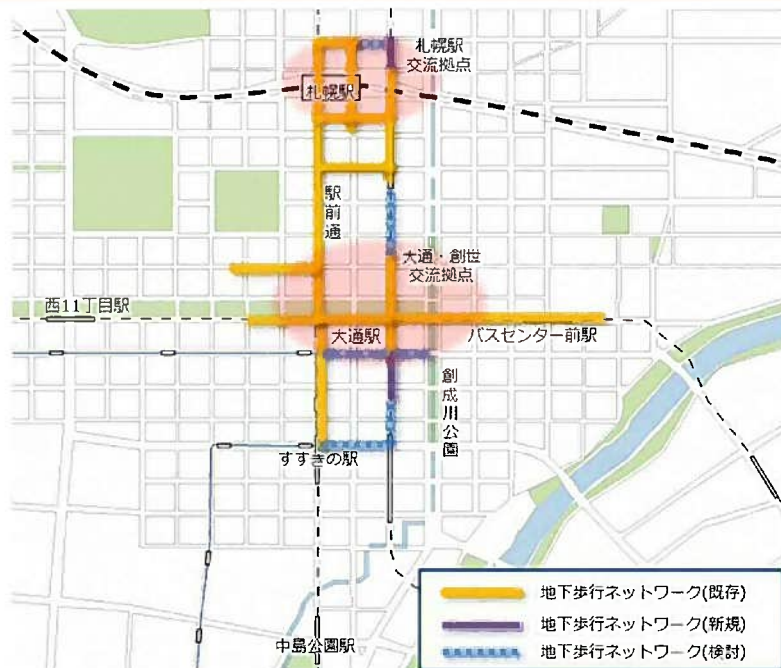 札幌駅
交流拠点
札幌駅
駅前通
大通・創世
交流拠点
西11丁目駅
大通駅
バスセンター前駅
創成川公園
すすきの駅
中島公園駅
地下歩行ネットワーク(既存)
地下歩行ネットワーク(新規)
地下歩行ネットワーク(検討)